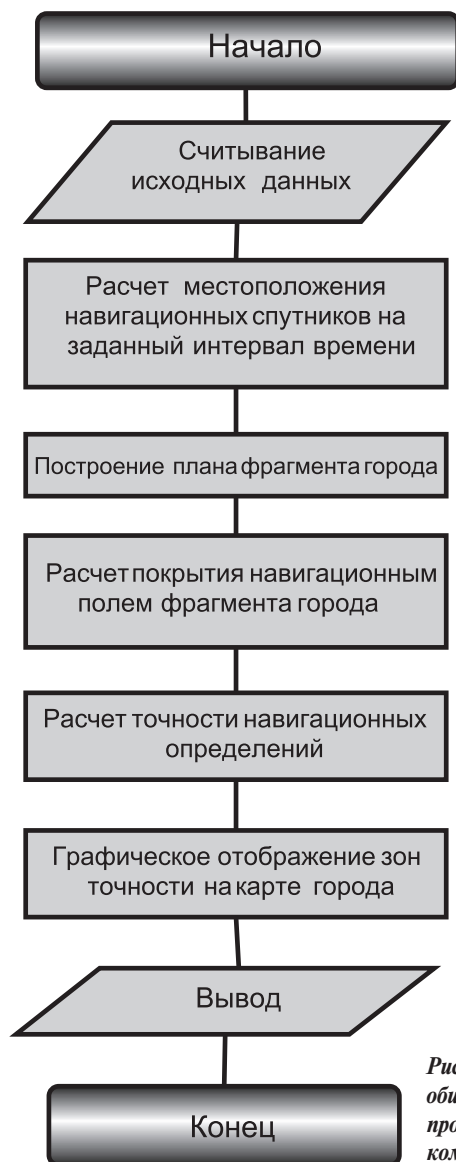 Начало
Считывание
исходных данных
Расчет местоположения
навигационных спутников на
заданный интервал времени
Построение плана фрагмента города
Расчет покрытия навигационным
полем фрагмента города
Расчет точности навигационных
определений
Графическое отображение зон
точности на карте города
Вывод
Конец